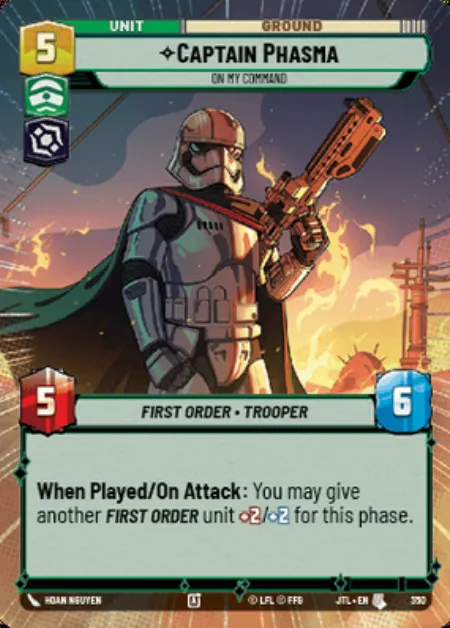 UNIT
GROUND
5
CAPTAIN PHASMA
ON MY COMMAND
5
FIRST ORDER • TROOPER
6
When Played/On Attack: You may give
another FIRST ORDER unit +2/+2 for this phase.
HOAN NGUYEN
© LFL © FFG
JTL • EN
350